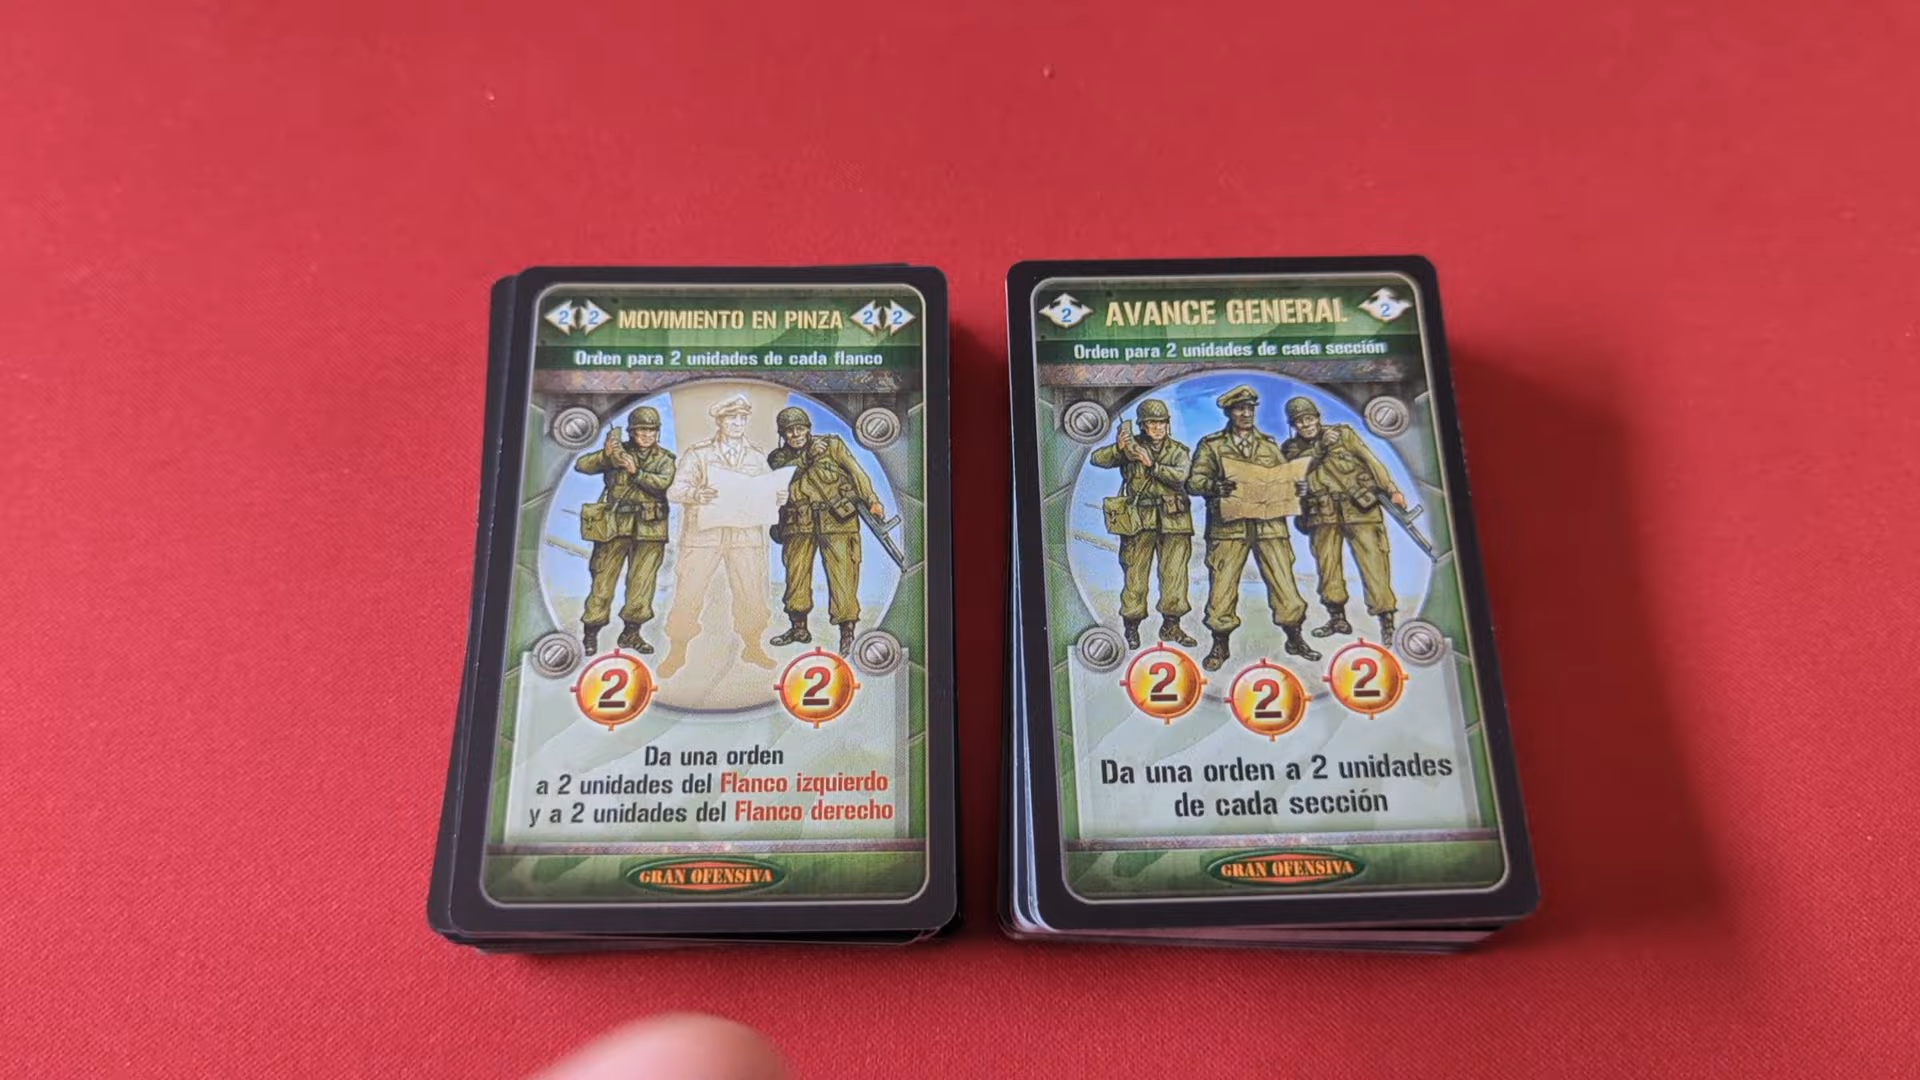 2 2 MOVIMIENTO EN PINZA 2 2
Orden para 2 unidades de cada flanco
2 2
Da una orden
a 2 unidades del Flanco izquierdo
y a 2 unidades del Flanco derecho
GRAN OFENSIVA
2 AVANCE GENERAL 2
Orden para 2 unidades de cada sección
2 2 2
Da una orden a 2 unidades
de cada sección
GRAN OFENSIVA